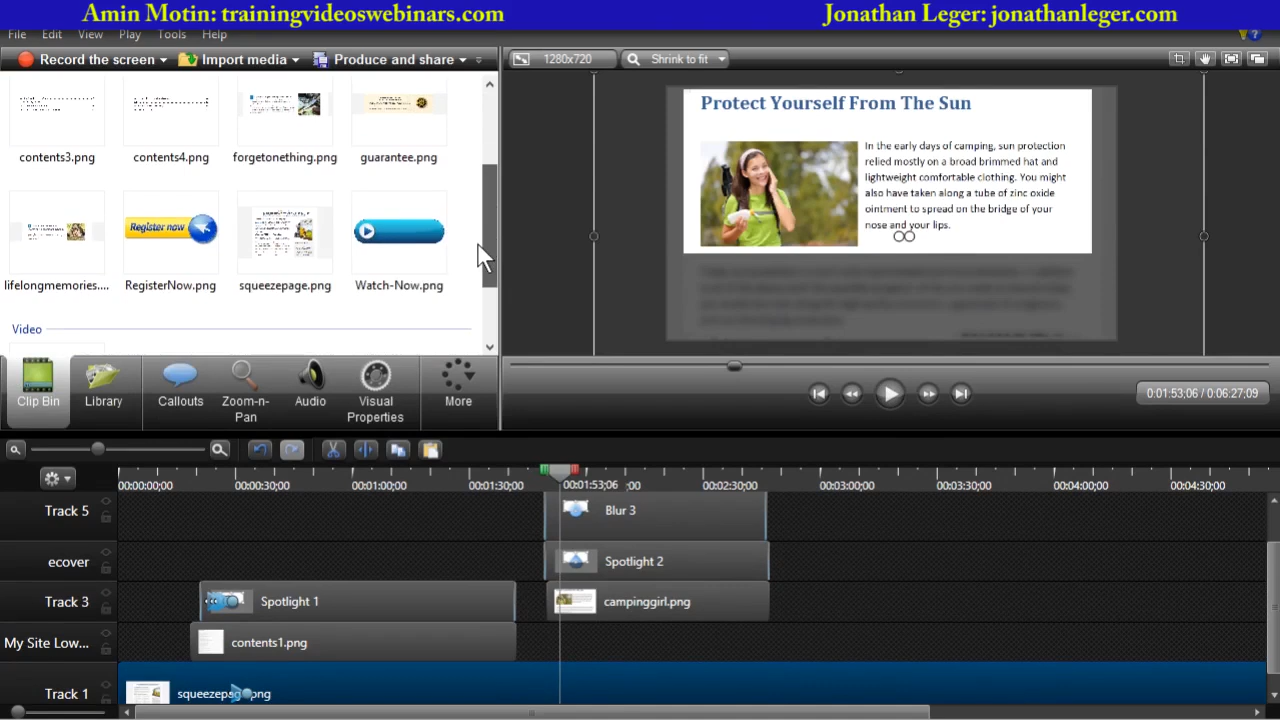 Amin Motin: trainingvideoswebinars.com
Jonathan Leger: jonathanleger.com
File Edit View Play Tools Help
Record the screen
Import media
Produce and share
1280x720
Shrink to fit
contents3.png
contents4.png
forgetonething.png
guarantee.png
Register now
lifelongmemories....
RegisterNow.png
squeezepage.png
Watch-Now.png
Video
Protect Yourself From The Sun
In the early days of camping, sun protection
relied mostly on a broad brimmed hat and
lightweight comfortable clothing. You might
also have taken along a tube of zinc oxide
ointment to spread on the bridge of your
nose and your lips.
Clip Bin
Library
Callouts
Zoom-n-
Pan
Audio
Visual
Properties
More
0:01:53;06 / 0:06:27;09
00:00:00;00
00:00:30;00
00:01:00;00
00:01:30;00
00:01:53;06
;00
00:02:30;00
00:03:00;00
00:03:30;00
00:04:00;00
00:04:30;00
Track 5
Blur 3
ecover
Spotlight 2
Track 3
Spotlight 1
campinggirl.png
My Site Low...
contents1.png
Track 1
squeezepage.png